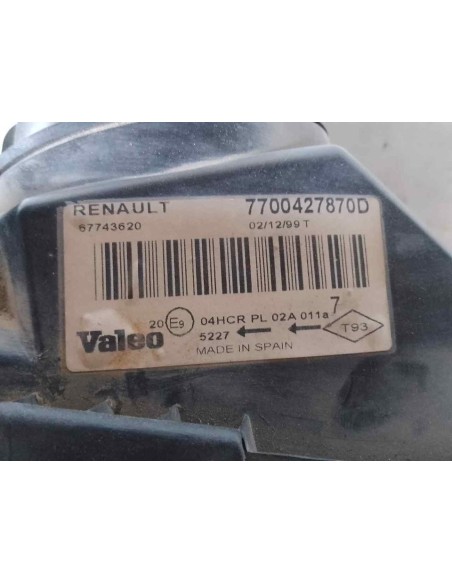 RENAULT 7700427870D
67743620 02/12/99 T
7
20 E9 04HCR PL 02A 011a
Valeo 5227 T93
MADE IN SPAIN